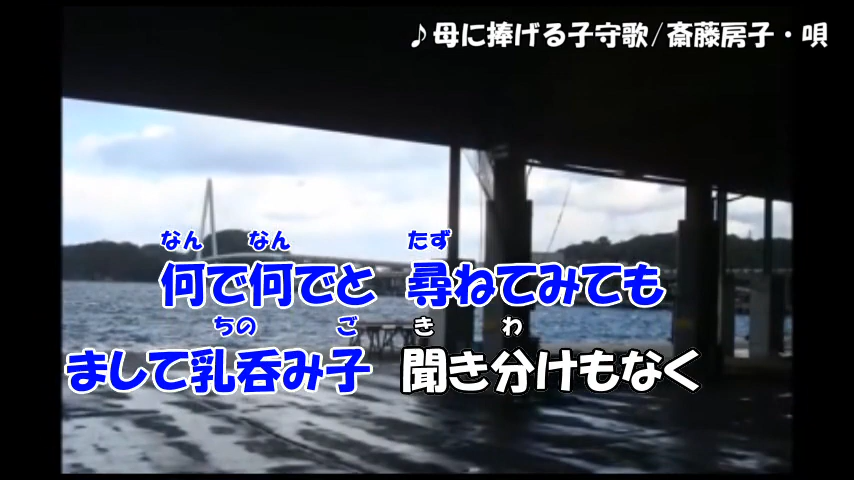 ♪母に捧げる子守歌/斎藤房子・唄
なん なん たず
何で何でと 尋ねてみても
ちの ご き わ
まして乳呑み子 聞き分けもなく